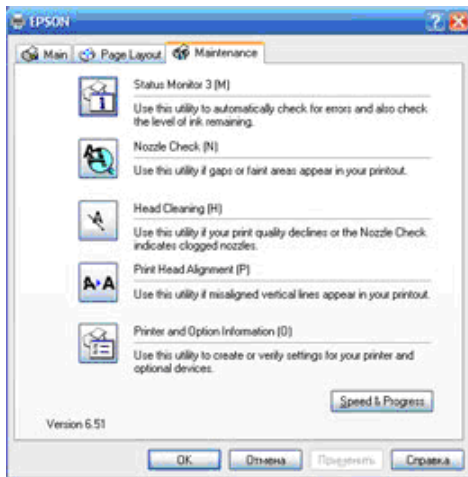 EPSON
Main Page Layout Maintenance
Status Monitor 3 (M)
Use this utility to automatically check for errors and also check
the level of ink remaining.
Nozzle Check (N)
Use this utility if gaps or faint areas appear in your printout.
Head Cleaning (H)
Use this utility if your print quality declines or the Nozzle Check
indicates clogged nozzles.
Print Head Alignment (P)
Use this utility if misaligned vertical lines appear in your printout.
Printer and Option Information (O)
Use this utility to create or verify settings for your printer and
optional devices.
Speed & Progress
Version 6.51
OK Отмена Применить Справка